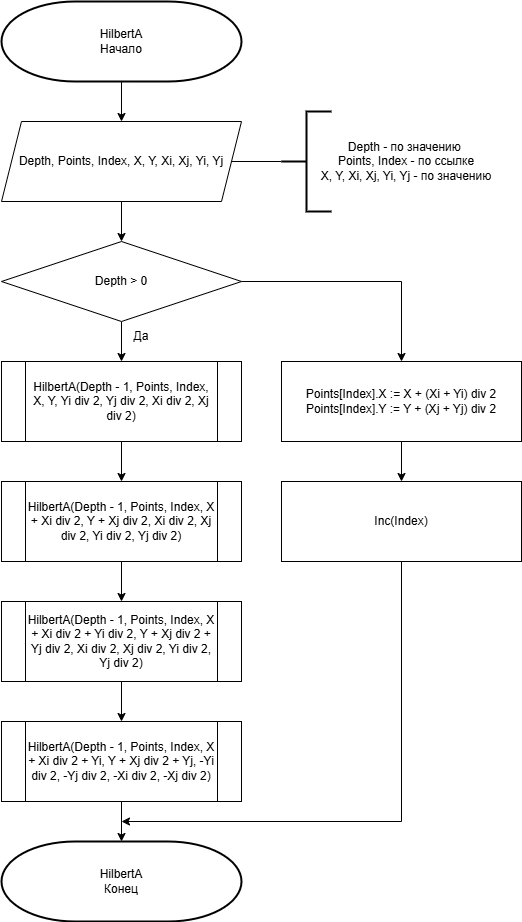 HilbertA
Начало
Depth, Points, Index, X, Y, Xi, Xj, Yi, Yj
Depth - по значению
Points, Index - по ссылке
X, Y, Xi, Xj, Yi, Yj - по значению
Depth > 0
Да
HilbertA(Depth - 1, Points, Index,
X, Y, Yi div 2, Yj div 2, Xi div 2, Xj
div 2)
Points[Index].X := X + (Xi + Yi) div 2
Points[Index].Y := Y + (Xj + Yj) div 2
HilbertA(Depth - 1, Points, Index, X
+ Xi div 2, Y + Xj div 2, Xi div 2, Xj
div 2, Yi div 2, Yj div 2)
Inc(Index)
HilbertA(Depth - 1, Points, Index, X
+ Xi div 2 + Yi div 2, Y + Xj div 2 +
Yj div 2, Xi div 2, Xj div 2, Yi div 2,
Yj div 2)
HilbertA(Depth - 1, Points, Index, X
+ Xi div 2 + Yi, Y + Xj div 2 + Yj, -Yi
div 2, -Yj div 2, -Xi div 2, -Xj div 2)
HilbertA
Конец